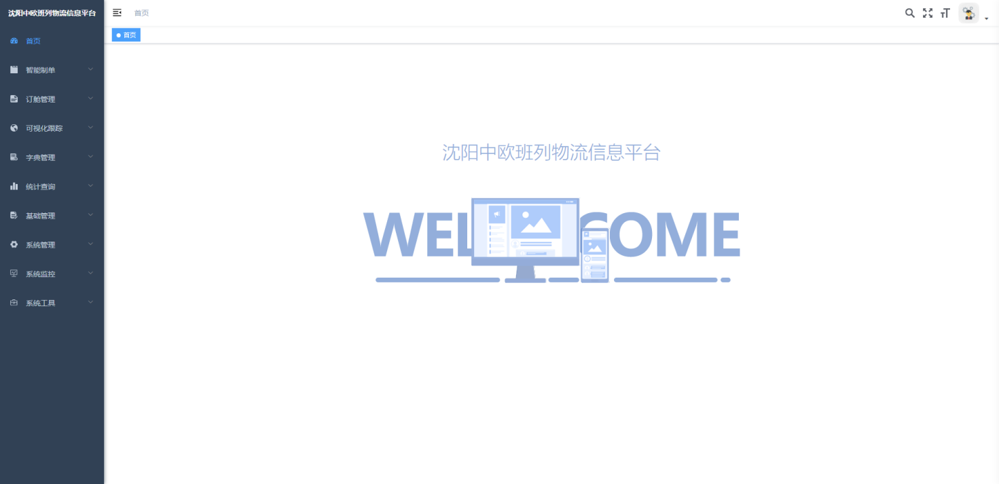 沈阳中欧班列物流信息平台
首页
首页
首页
智能制单
订舱管理
可视化跟踪
字典管理
统计查询
基础管理
系统管理
系统监控
系统工具
沈阳中欧班列物流信息平台
WELCOME